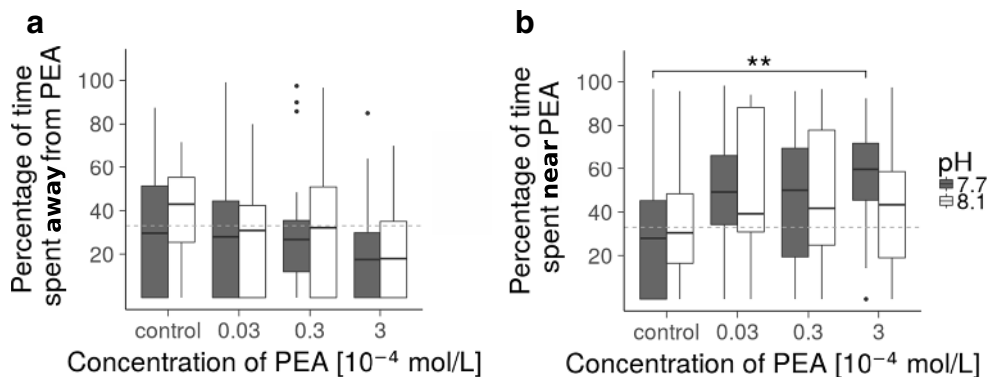 a
Percentage of time
spent away from PEA
100
80
60
40
20
control 0.03 0.3 3
Concentration of PEA [10⁻⁴ mol/L]
b
Percentage of time
spent near PEA
100
80
60
40
20
**
control 0.03 0.3 3
Concentration of PEA [10⁻⁴ mol/L]
pH
7.7
8.1